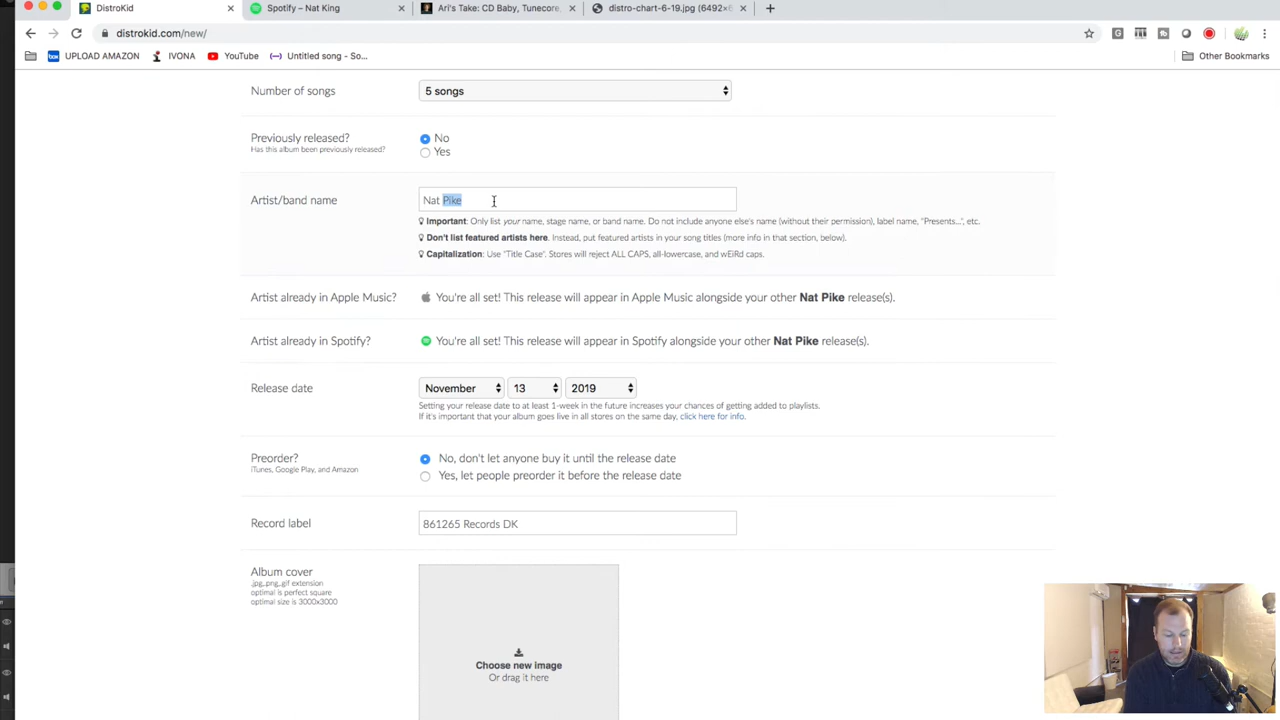 DistroKid
Spotify – Nat King
Ari's Take: CD Baby, Tunecore,
distro-chart-6-19.jpg (6492×6
distrokid.com/new/
UPLOAD AMAZON
IVONA
YouTube
Untitled song - So...
Other Bookmarks
Number of songs
5 songs
Previously released?
Has this album been previously released?
No
Yes
Artist/band name
Nat Pike
Important: Only list your name, stage name, or band name. Do not include anyone else's name (without their permission), label name, "Presents...", etc.
Don't list featured artists here. Instead, put featured artists in your song titles (more info in that section, below).
Capitalization: Use "Title Case". Stores will reject ALL CAPS, all-lowercase, and wEiRd caps.
Artist already in Apple Music?
You're all set! This release will appear in Apple Music alongside your other Nat Pike release(s).
Artist already in Spotify?
You're all set! This release will appear in Spotify alongside your other Nat Pike release(s).
Release date
November 13 2019
Setting your release date to at least 1-week in the future increases your chances of getting added to playlists.
If it's important that your album goes live in all stores on the same day, click here for info.
Preorder?
iTunes, Google Play, and Amazon
No, don't let anyone buy it until the release date
Yes, let people preorder it before the release date
Record label
861265 Records DK
Album cover
.jpg,.png,.gif extension
optimal is perfect square
optimal size is 3000x3000
Choose new image
Or drag it here